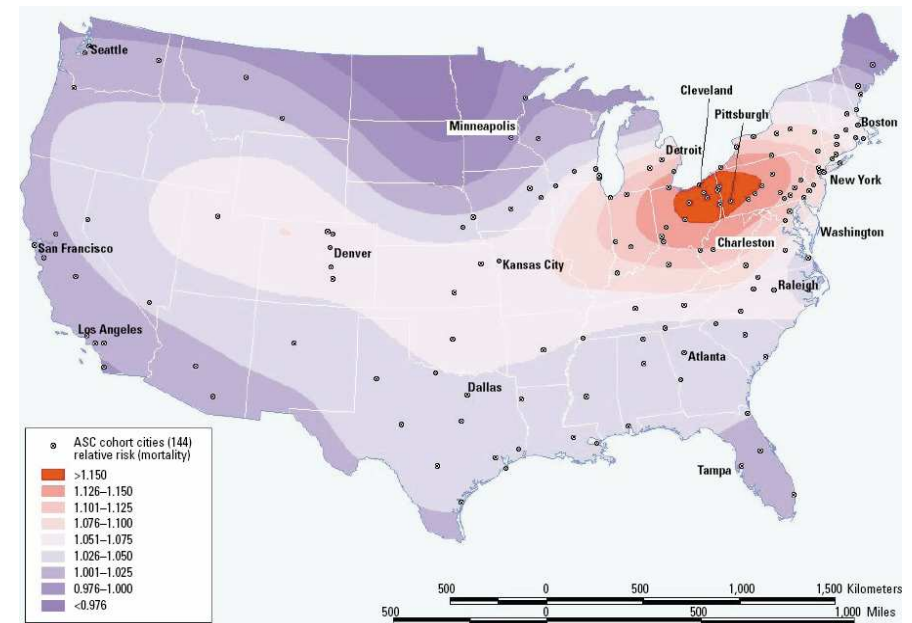 Seattle
Cleveland
Pittsburgh
Minneapolis
Boston
Detroit
New York
Washington
Charleston
San Francisco
Denver
Kansas City
Raleigh
Los Angeles
Atlanta
Dallas
Tampa
ASC cohort cities (144)
relative risk (mortality)
>1.150
1.126–1.150
1.101–1.125
1.076–1.100
1.051–1.075
1.026–1.050
1.001–1.025
0.976–1.000
<0.976
500 0 500 1,000 1,500 Kilometers
500 0 500 1,000 Miles